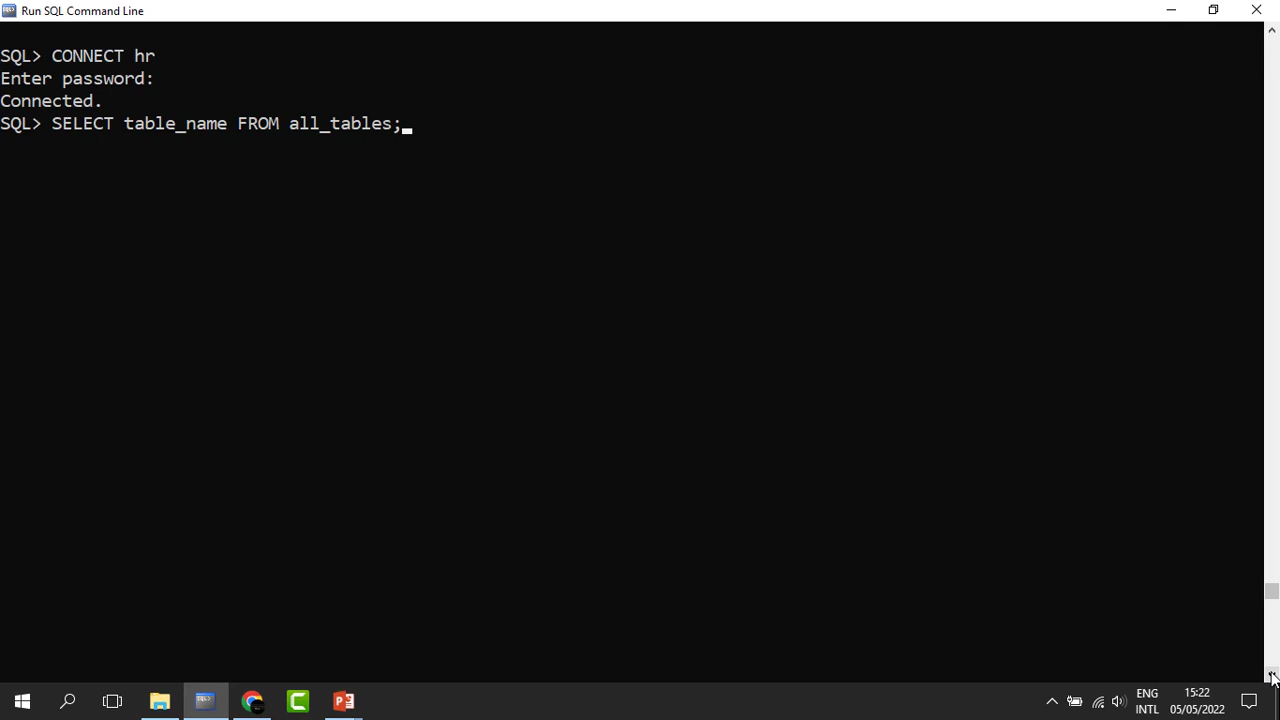 Run SQL Command Line
SQL> CONNECT hr
Enter password:
Connected.
SQL> SELECT table_name FROM all_tables;
ENG
INTL
15:22
05/05/2022